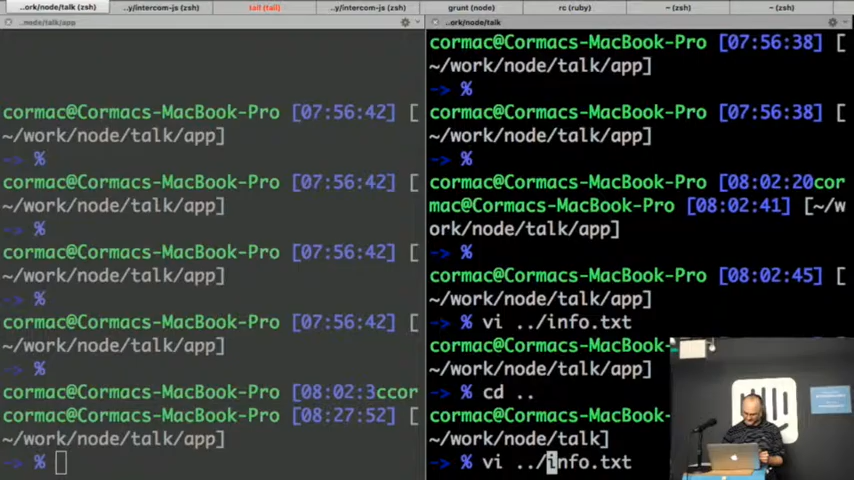 ..ork/node/talk (zsh)
..y/intercom-js (zsh)
tail (tail)
..y/intercom-js (zsh)
grunt (node)
rc (ruby)
~ (zsh)
~ (zsh)
..node/talk/app
cormac@Cormacs-MacBook-Pro [07:56:42] [
~/work/node/talk/app]
-> %
cormac@Cormacs-MacBook-Pro [07:56:42] [
~/work/node/talk/app]
-> %
cormac@Cormacs-MacBook-Pro [07:56:42] [
~/work/node/talk/app]
-> %
cormac@Cormacs-MacBook-Pro [07:56:42] [
~/work/node/talk/app]
-> %
cormac@Cormacs-MacBook-Pro [08:02:3ccor
cormac@Cormacs-MacBook-Pro [08:27:52] [
~/work/node/talk/app]
-> %
..ork/node/talk
cormac@Cormacs-MacBook-Pro [07:56:38] [
~/work/node/talk/app]
-> %
cormac@Cormacs-MacBook-Pro [07:56:38] [
~/work/node/talk/app]
-> %
cormac@Cormacs-MacBook-Pro [08:02:20cor
mac@Cormacs-MacBook-Pro [08:02:41] [~/w
ork/node/talk/app]
-> %
cormac@Cormacs-MacBook-Pro [08:02:45] [
~/work/node/talk/app]
-> % vi ../info.txt
cormac@Cormacs-MacBook-Pro
~/work/node/talk/app]
-> % cd ..
cormac@Cormacs-MacBook-Pro
~/work/node/talk]
-> % vi ../info.txt